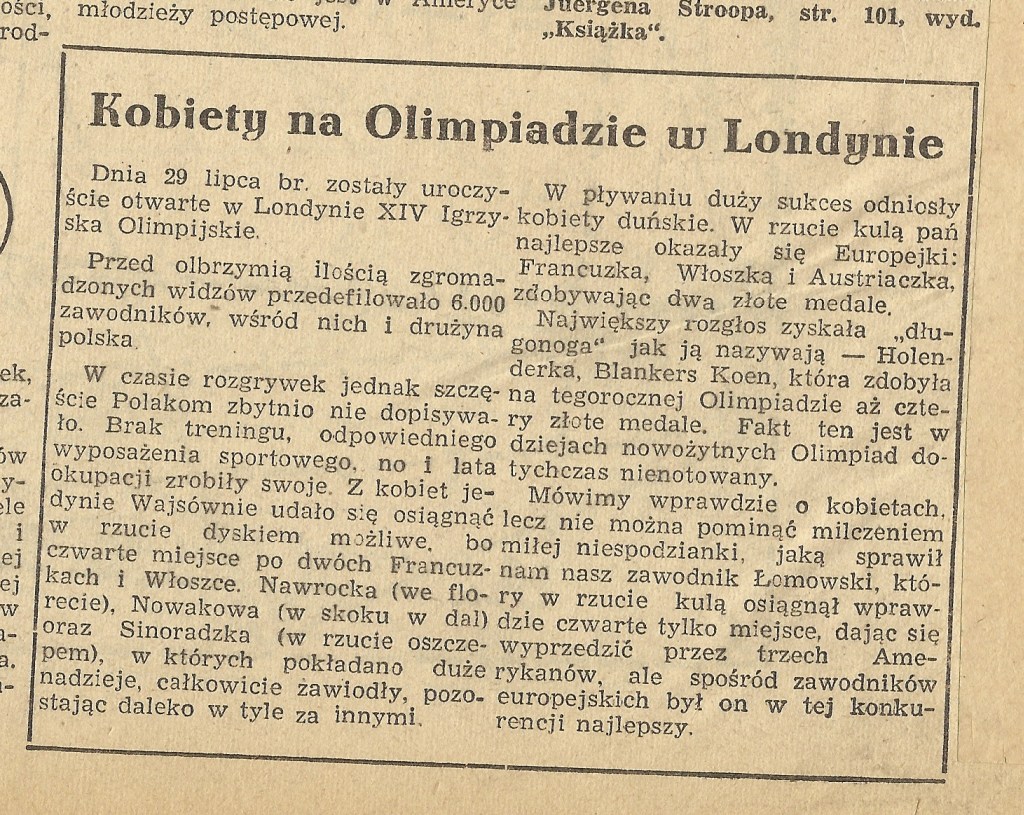 ości,
rod-
młodzieży postępowej.
Juergena Stroopa, str. 101, wyd.
„Książka“.
Kobiety na Olimpiadzie w Londynie
Dnia 29 lipca br. zostały uroczy-
ście otwarte w Londynie XIV Igrzy-
ska Olimpijskie.
Przed olbrzymią ilością zgroma-
dzonych widzów przedefilowało 6.000
zawodników, wśród nich i drużyna
polska.
W czasie rozgrywek jednak szczę-
ście Polakom zbytnio nie dopisywa-
ło. Brak treningu, odpowiedniego
wyposażenia sportowego, no i lata
okupacji zrobiły swoje. Z kobiet je-
dynie Wajsównie udało się osiągnąć
w rzucie dyskiem możliwe, bo
czwarte miejsce po dwóch Francuz-
kach i Włoszce. Nawrocka (we flo-
recie), Nowakowa (w skoku w dal)
oraz Sinoradzka (w rzucie oszcze-
pem), w których pokładano duże
nadzieje, całkowicie zawiodły, pozo-
stając daleko w tyle za innymi.
W pływaniu duży sukces odniosły
kobiety duńskie. W rzucie kulą pań
najlepsze okazały się Europejki:
Francuzka, Włoszka i Austriaczka,
zdobywając dwa złote medale.
Największy rozgłos zyskała „dłu-
gonoga“ jak ją nazywają — Holen-
derka, Blankers Koen, która zdobyła
na tegorocznej Olimpiadzie aż czte-
ry złote medale. Fakt ten jest w
dziejach nowożytnych Olimpiad do-
tychczas nienotowany.
Mówimy wprawdzie o kobietach,
lecz nie można pominąć milczeniem
miłej niespodzianki, jaką sprawił
nam nasz zawodnik Łomowski, któ-
ry w rzucie kulą osiągnął wpraw-
dzie czwarte tylko miejsce, dając się
wyprzedzić przez trzech Ame-
rykanów, ale spośród zawodników
europejskich był on w tej konku-
rencji najlepszy.